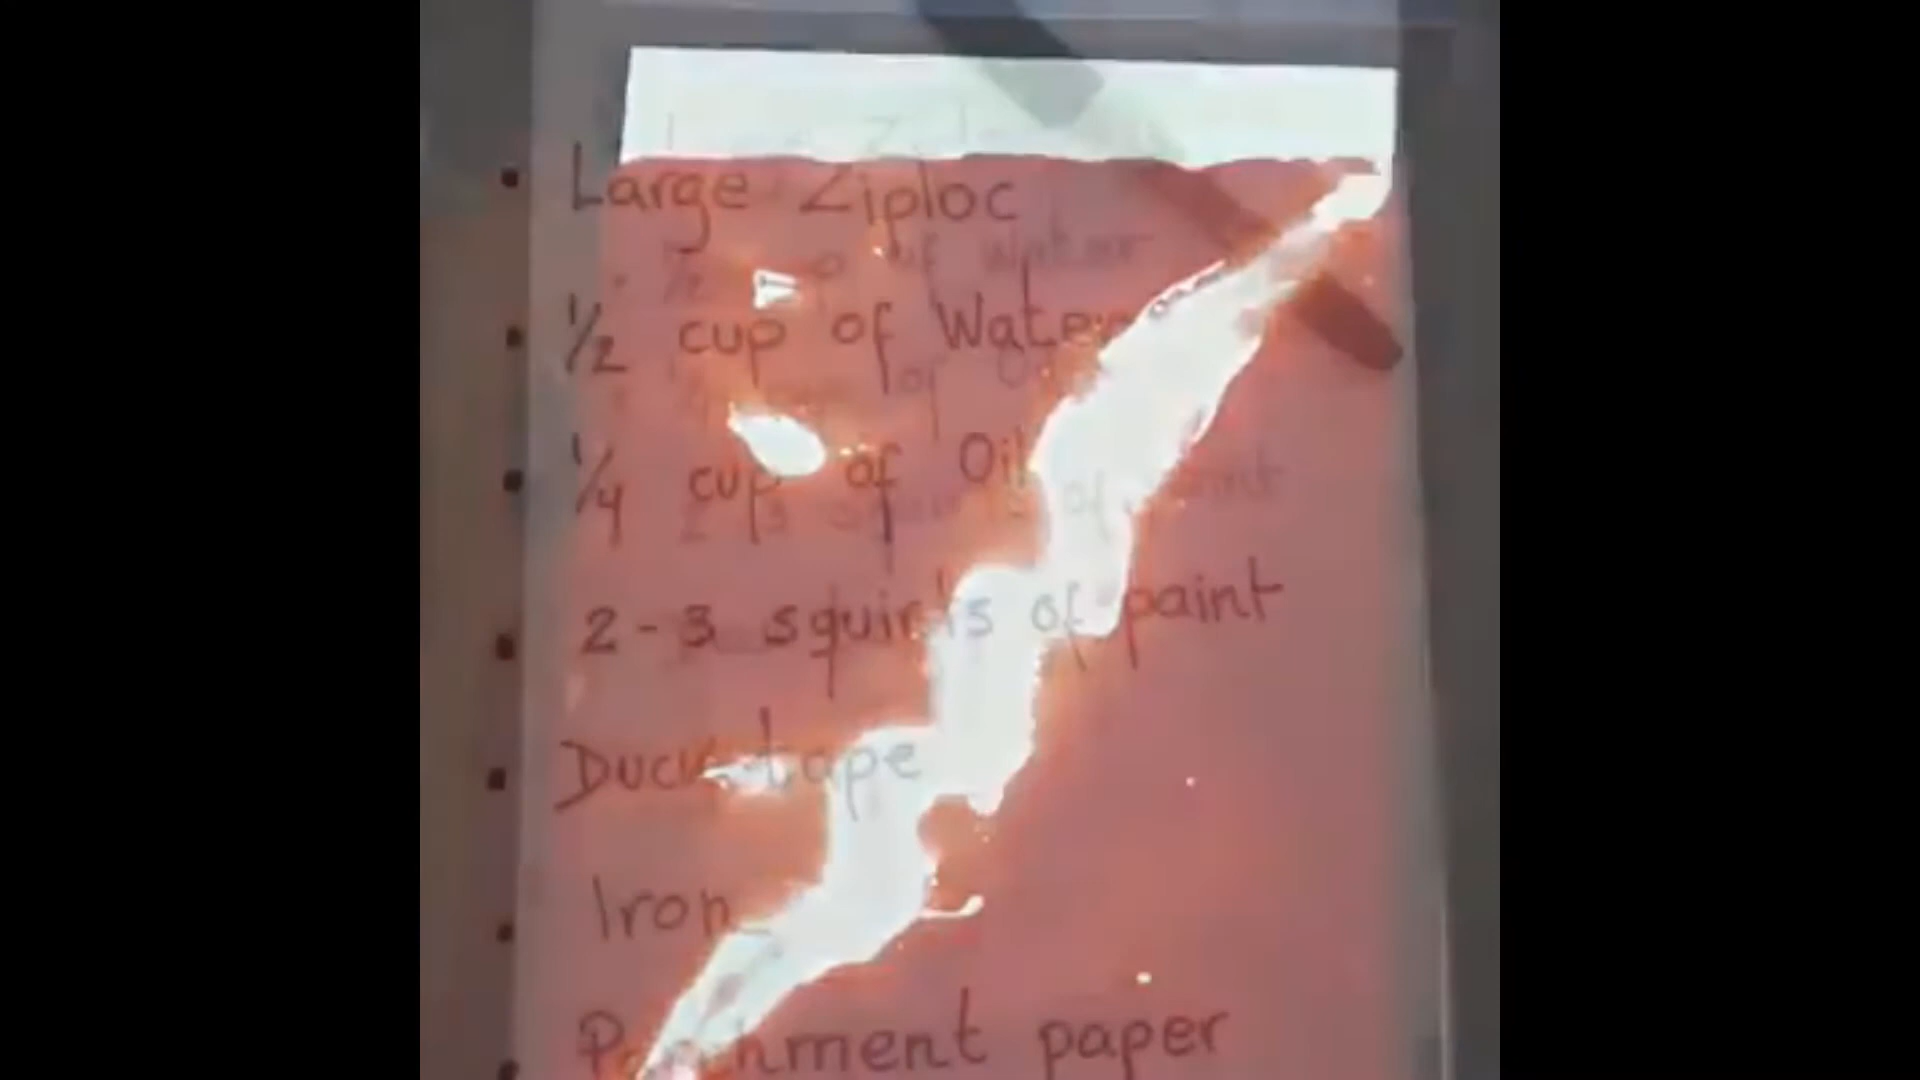 • Large Ziploc
• 1/2 cup of Water
• 1/4 cup of Oil
• 2-3 squirts of paint
• Duck tape
• Iron
• Parchment paper